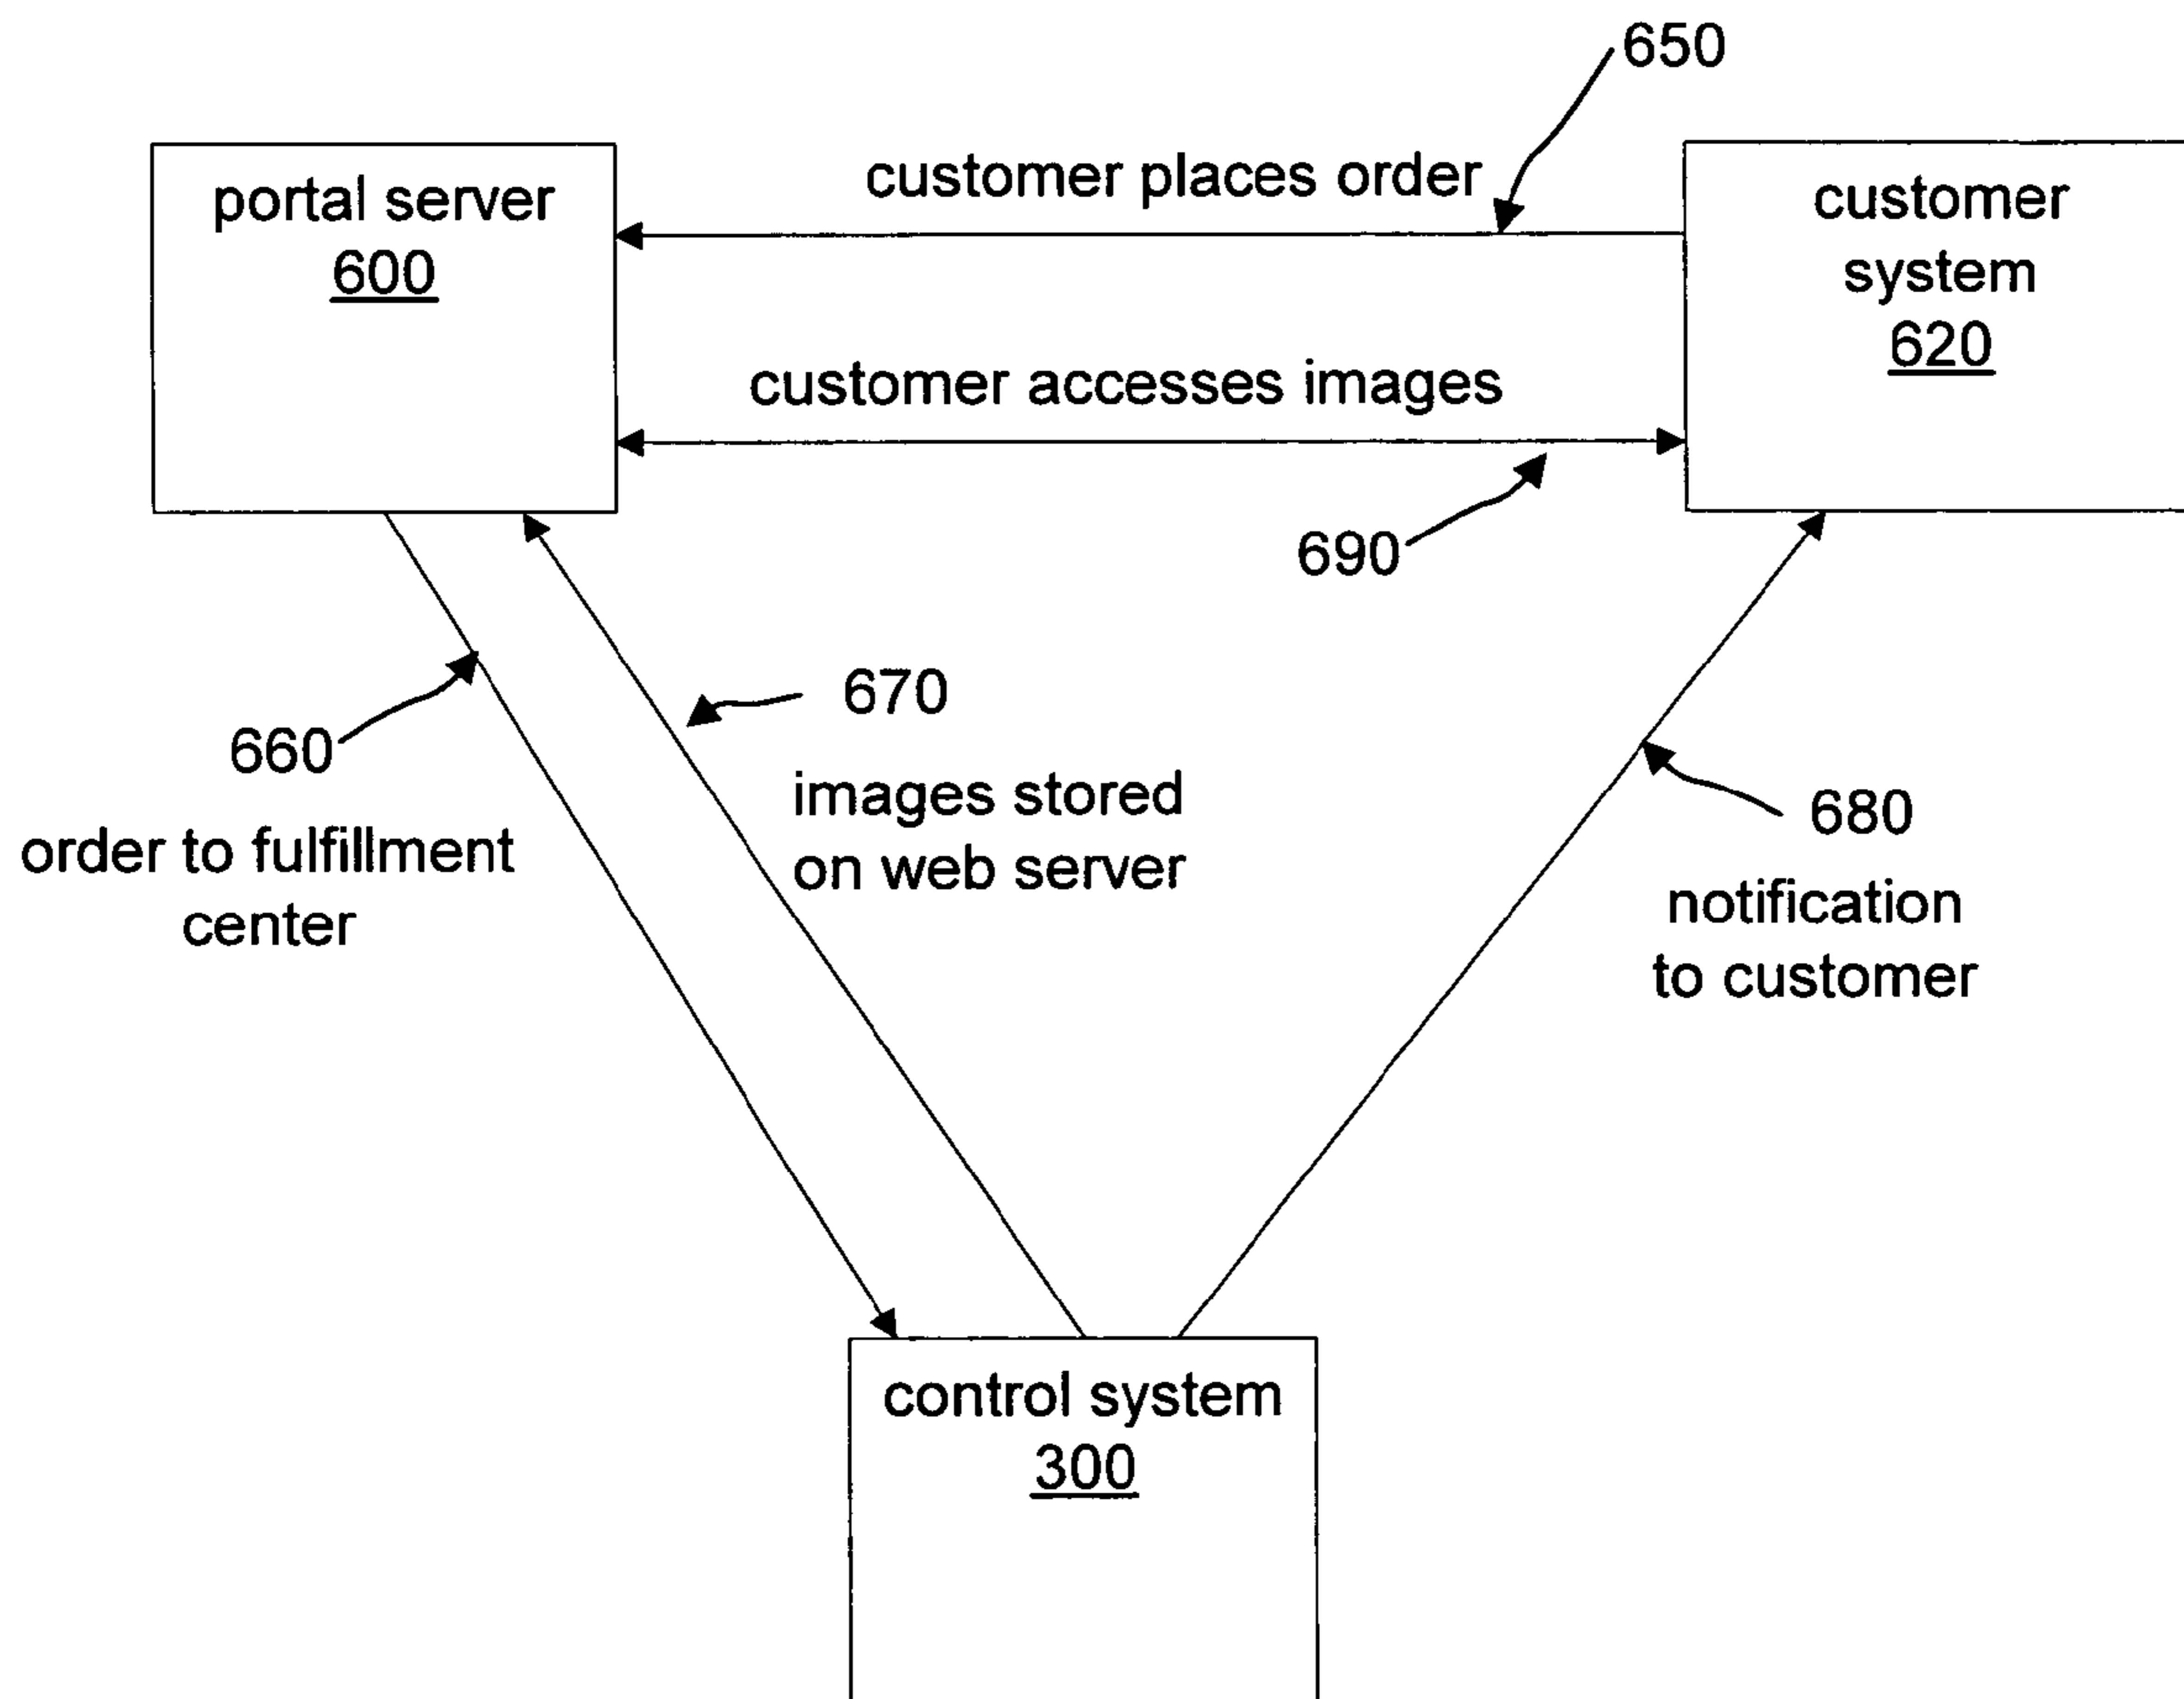 650
customer places order
portal server
600
customer
system
620
customer accesses images
690
670
660
images stored
on web server
680
order to fulfillment
center
notification
to customer
control system
300